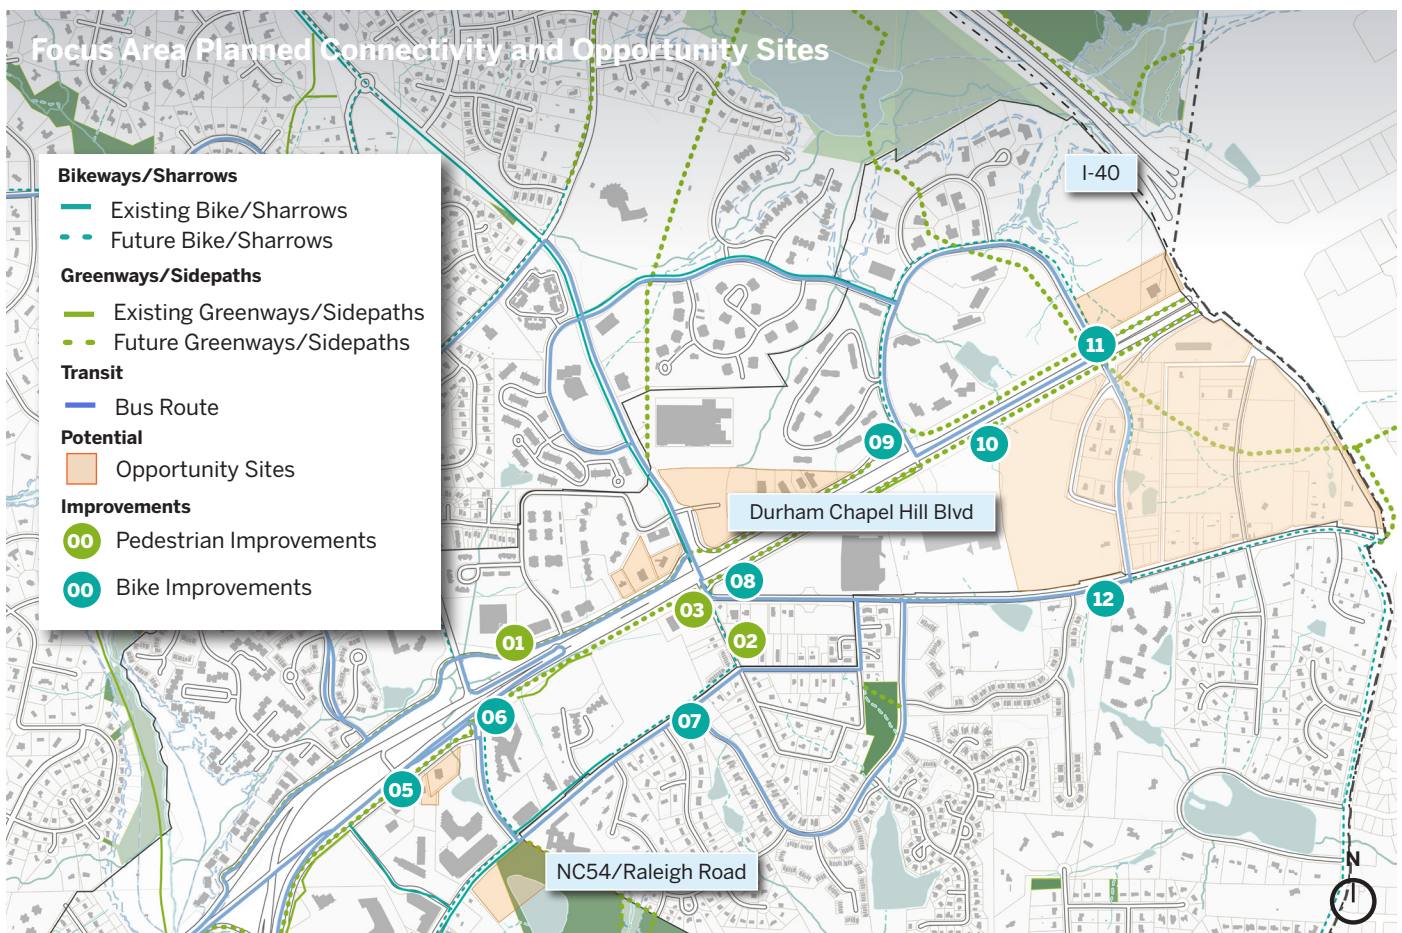 Focus Area Planned Connectivity and Opportunity Sites
Bikeways/Sharrows
Existing Bike/Sharrows
Future Bike/Sharrows
Greenways/Sidepaths
Existing Greenways/Sidepaths
Future Greenways/Sidepaths
Transit
Bus Route
Potential
Opportunity Sites
Improvements
00 Pedestrian Improvements
00 Bike Improvements
I-40
11
09
10
Durham Chapel Hill Blvd
08
12
03
01
02
06
07
05
NC54/Raleigh Road
N